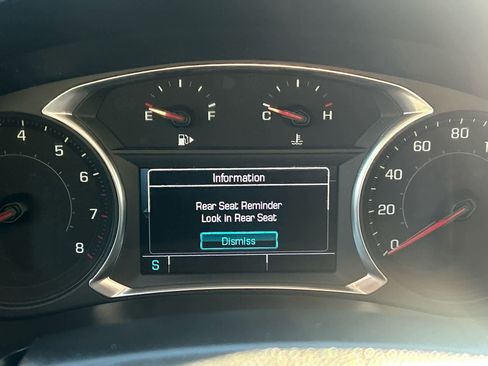 4 5 6 7 8
E F
C H
0 20 40 60 80
Information
Rear Seat Reminder
Look in Rear Seat
Dismiss
S